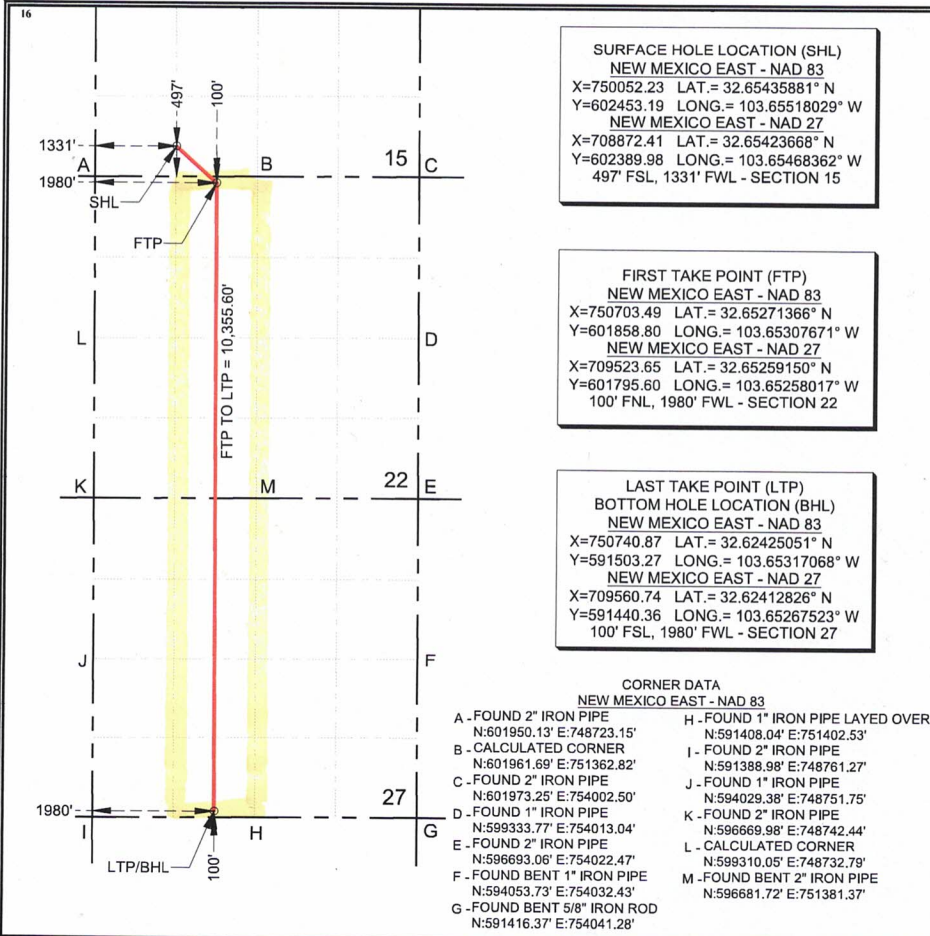 16
497'
100'
1331'
A
B
15
C
1980'
SHL
FTP
FTP TO LTP = 10,355.60'
L
D
K
M
22
E
J
F
1980'
27
I
H
G
LTP/BHL
100'
SURFACE HOLE LOCATION (SHL)
NEW MEXICO EAST - NAD 83
X=750052.23 LAT.= 32.65435881° N
Y=602453.19 LONG.= 103.65518029° W
NEW MEXICO EAST - NAD 27
X=708872.41 LAT.= 32.65423668° N
Y=602389.98 LONG.= 103.65468362° W
497' FSL, 1331' FWL - SECTION 15
FIRST TAKE POINT (FTP)
NEW MEXICO EAST - NAD 83
X=750703.49 LAT.= 32.65271366° N
Y=601858.80 LONG.= 103.65307671° W
NEW MEXICO EAST - NAD 27
X=709523.65 LAT.= 32.65259150° N
Y=601795.60 LONG.= 103.65258017° W
100' FNL, 1980' FWL - SECTION 22
LAST TAKE POINT (LTP)
BOTTOM HOLE LOCATION (BHL)
NEW MEXICO EAST - NAD 83
X=750740.87 LAT.= 32.62425051° N
Y=591503.27 LONG.= 103.65317068° W
NEW MEXICO EAST - NAD 27
X=709560.74 LAT.= 32.62412826° N
Y=591440.36 LONG.= 103.65267523° W
100' FSL, 1980' FWL - SECTION 27
CORNER DATA
NEW MEXICO EAST - NAD 83
A - FOUND 2" IRON PIPE
N:601950.13' E:748723.15'
B - CALCULATED CORNER
N:601961.69' E:751362.82'
C - FOUND 2" IRON PIPE
N:601973.25' E:754002.50'
D - FOUND 1" IRON PIPE
N:599333.77' E:754013.04'
E - FOUND 2" IRON PIPE
N:596693.06' E:754022.47'
F - FOUND BENT 1" IRON PIPE
N:594053.73' E:754032.43'
G - FOUND BENT 5/8" IRON ROD
N:591416.37' E:754041.28'
H - FOUND 1" IRON PIPE LAYED OVER
N:591408.04' E:751402.53'
I - FOUND 2" IRON PIPE
N:591388.98' E:748761.27'
J - FOUND 1" IRON PIPE
N:594029.38' E:748751.75'
K - FOUND 2" IRON PIPE
N:596669.98' E:748742.44'
L - CALCULATED CORNER
N:599310.05' E:748732.79'
M - FOUND BENT 2" IRON PIPE
N:596681.72' E:751381.37'